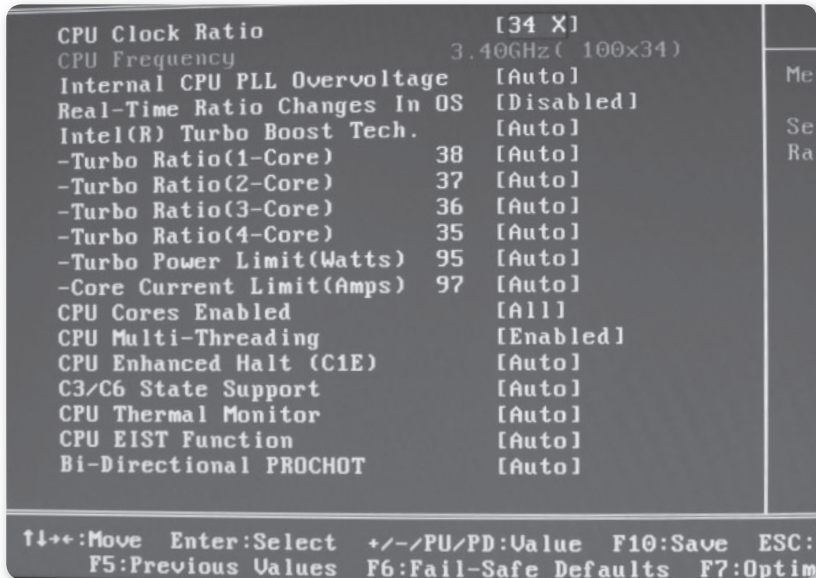 CPU Clock Ratio [34 X]
CPU Frequency 3.40GHz( 100x34)
Internal CPU PLL Overvoltage [Auto]
Real-Time Ratio Changes In OS [Disabled]
Intel(R) Turbo Boost Tech. [Auto]
-Turbo Ratio(1-Core) 38 [Auto]
-Turbo Ratio(2-Core) 37 [Auto]
-Turbo Ratio(3-Core) 36 [Auto]
-Turbo Ratio(4-Core) 35 [Auto]
-Turbo Power Limit(Watts) 95 [Auto]
-Core Current Limit(Amps) 97 [Auto]
CPU Cores Enabled [All]
CPU Multi-Threading [Enabled]
CPU Enhanced Halt (C1E) [Auto]
C3/C6 State Support [Auto]
CPU Thermal Monitor [Auto]
CPU EIST Function [Auto]
Bi-Directional PROCHOT [Auto]
Me
Se
Ra
↑↓→←:Move Enter:Select +/-/PU/PD:Value F10:Save ESC:
F5:Previous Values F6:Fail-Safe Defaults F7:Optim